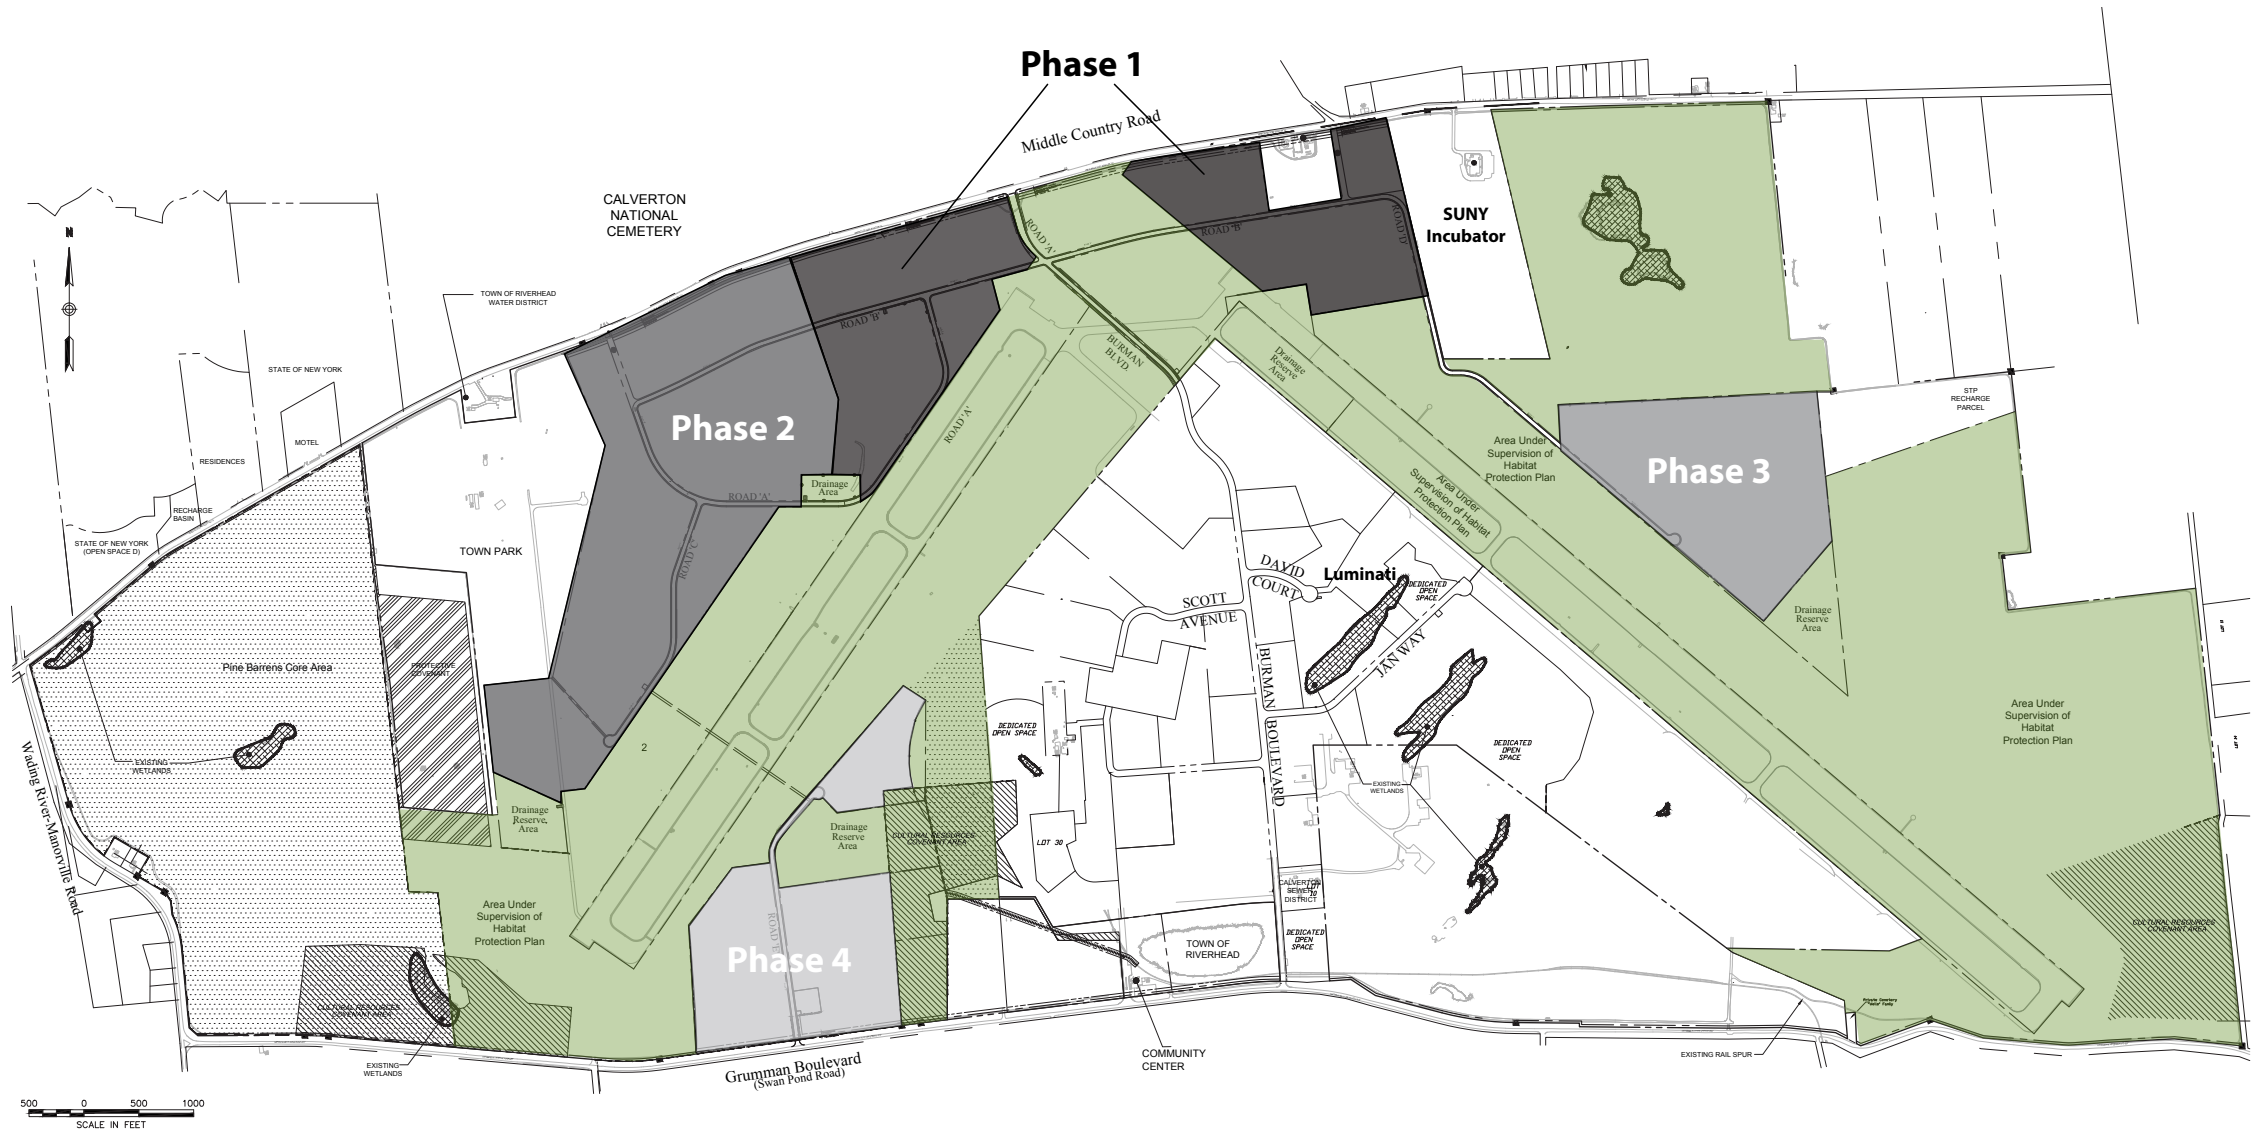 Phase 1
Middle Country Road
CALVERTON
NATIONAL
CEMETERY
N
TOWN OF RIVERHEAD
WATER DISTRICT
STATE OF NEW YORK
MOTEL
RESIDENCES
RECHARGE
BASIN
STATE OF NEW YORK
(OPEN SPACE D)
ROAD 'A'
ROAD 'B'
ROAD 'D'
SUNY
Incubator
ROAD 'B'
BURMAN
BLVD.
Drainage
Reserve
Area
STP
RECHARGE
PARCEL
Phase 2
ROAD 'A'
Drainage
Area
ROAD 'A'
ROAD 'C'
Area Under
Supervision of
Habitat
Protection Plan
Area Under
Supervision of Habitat
Protection Plan
Phase 3
Drainage
Reserve
Area
TOWN PARK
DAVID
COURT
Luminati
DEDICATED
OPEN
SPACE
SCOTT
AVENUE
JAN WAY
BURMAN
BOULEVARD
Pine Barrens Core Area
PROTECTIVE
COVENANT
2
DEDICATED
OPEN SPACE
DEDICATED
OPEN
SPACE
Area Under
Supervision of
Habitat
Protection Plan
EXISTING
WETLANDS
EXISTING
WETLANDS
Wading River-Manorville Road
Drainage
Reserve
Area
Drainage
Reserve
Area
CULTURAL RESOURCES
COVENANT AREA
LOT 30
CALVERTON
SEWER
DISTRICT
LOT
10
Area Under
Supervision of
Habitat
Protection Plan
ROAD 'E'
Phase 4
TOWN OF
RIVERHEAD
DEDICATED
OPEN
SPACE
CULTURAL RESOURCES
COVENANT AREA
CULTURAL RESOURCES
COVENANT AREA
EXISTING
WETLANDS
Grumman Boulevard
(Swan Pond Road)
COMMUNITY
CENTER
EXISTING RAIL SPUR
500 0 500 1000
SCALE IN FEET